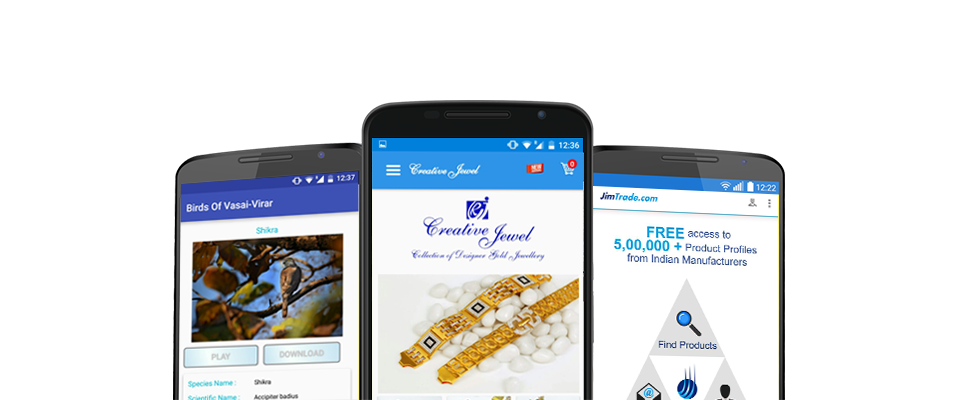 12:37
Birds Of Vasai-Virar
Shikra
PLAY
DOWNLOAD
Species Name :
Shikra
Scientific Name :
Accipiter badius
12:36
Creative Jewel
NEW
0
CJ
Creative Jewel
Collection of Designer Gold Jewellery
12:22
JimTrade.com
FREE access to
5,00,000 + Product Profiles
from Indian Manufacturers
Find Products
@